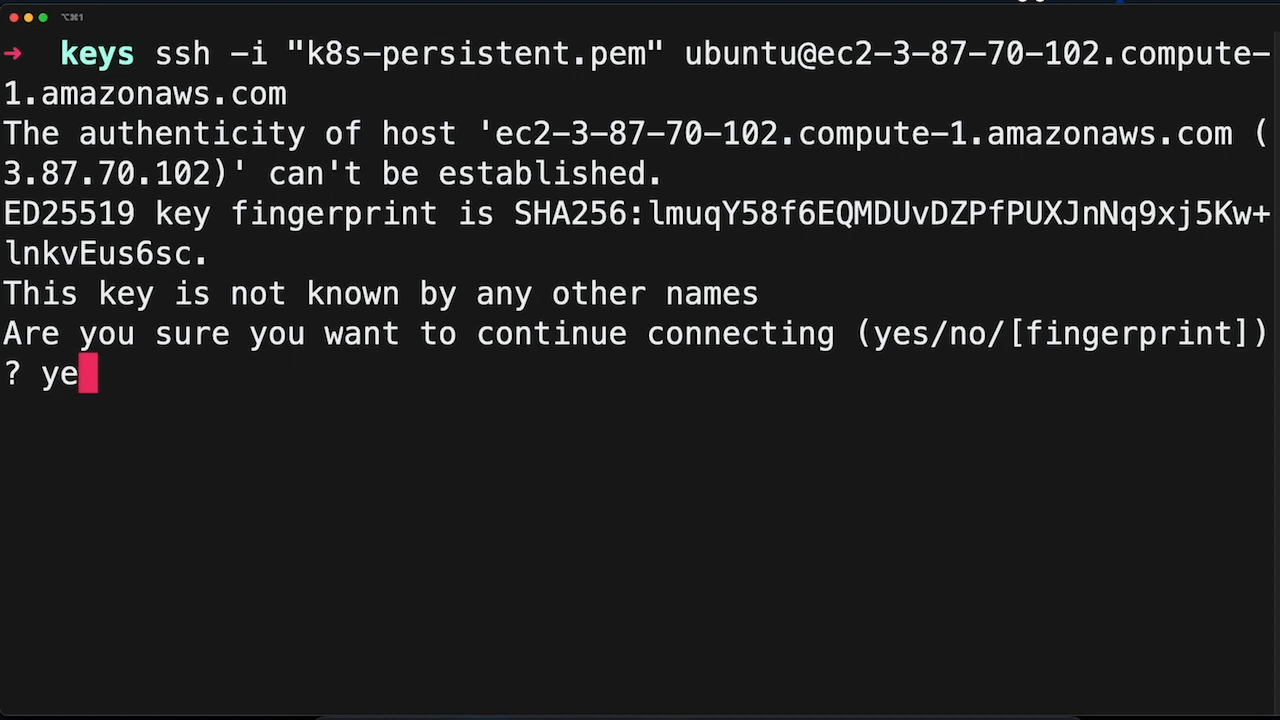 ⌥⌘1
➜ keys ssh -i "k8s-persistent.pem" ubuntu@ec2-3-87-70-102.compute-
1.amazonaws.com
The authenticity of host 'ec2-3-87-70-102.compute-1.amazonaws.com (
3.87.70.102)' can't be established.
ED25519 key fingerprint is SHA256:lmuqY58f6EQMDUvDZPfPUXJnNq9xj5Kw+
lnkvEus6sc.
This key is not known by any other names
Are you sure you want to continue connecting (yes/no/[fingerprint])
? ye